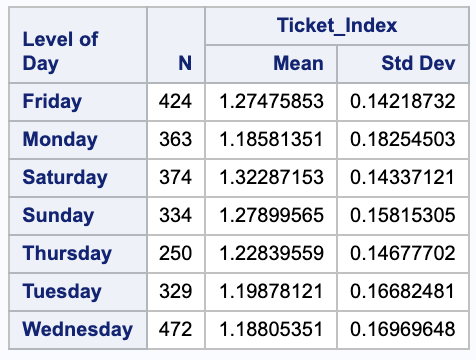 Level of Day N Ticket_Index
Mean Std Dev
Friday 424 1.27475853 0.14218732
Monday 363 1.18581351 0.18254503
Saturday 374 1.32287153 0.14337121
Sunday 334 1.27899565 0.15815305
Thursday 250 1.22839559 0.14677702
Tuesday 329 1.19878121 0.16682481
Wednesday 472 1.18805351 0.16969648